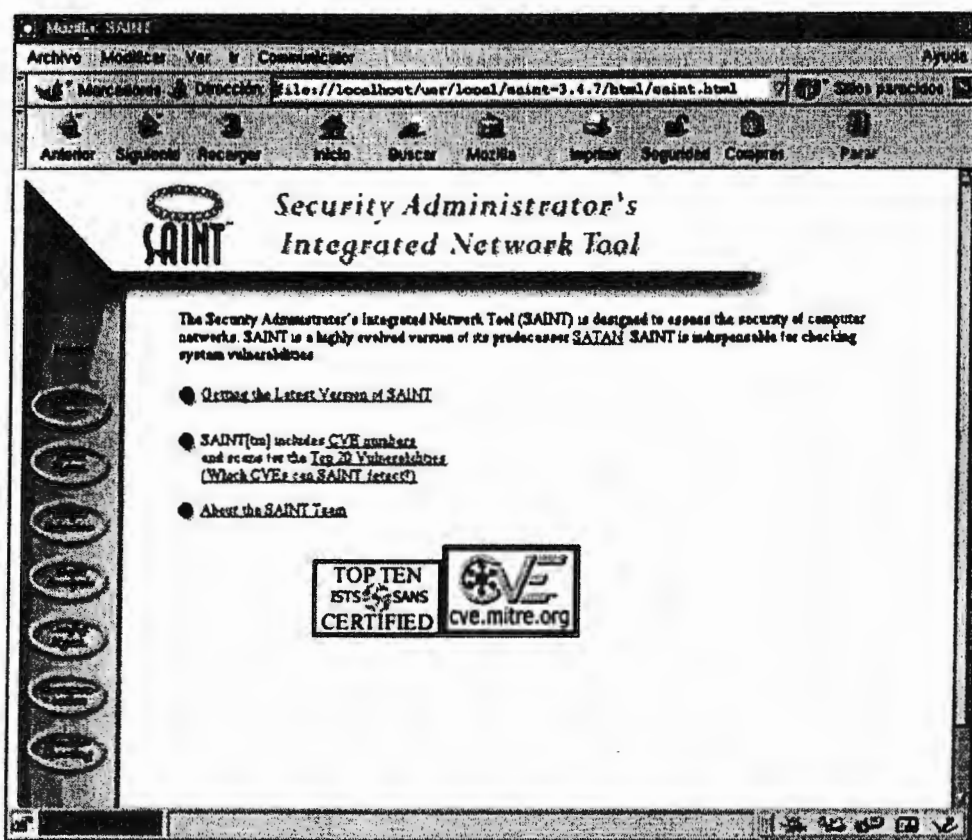 Mozilla: SAINT
Archivo Modificar Ver Ir Communicator Ayuda
Marcadores Dirección: file://localhost/usr/local/saint-3.4.7/html/saint.html Sitios parecidos
Anterior Siguiente Recargar Inicio Buscar Mozilla Imprimir Seguridad Compras Parar
SAINT™
Security Administrator's
Integrated Network Tool
The Security Administrator's Integrated Network Tool (SAINT) is designed to assess the security of computer
networks. SAINT is a highly evolved version of its predecessor SATAN. SAINT is indispensable for checking
system vulnerabilities
Getting the Latest Version of SAINT
SAINT[tm] includes CVE numbers
and scans for the Top 20 Vulnerabilities
(Which CVEs can SAINT detect?)
About the SAINT Team
TOP TEN
ISTS SANS
CERTIFIED
CVE
cve.mitre.org